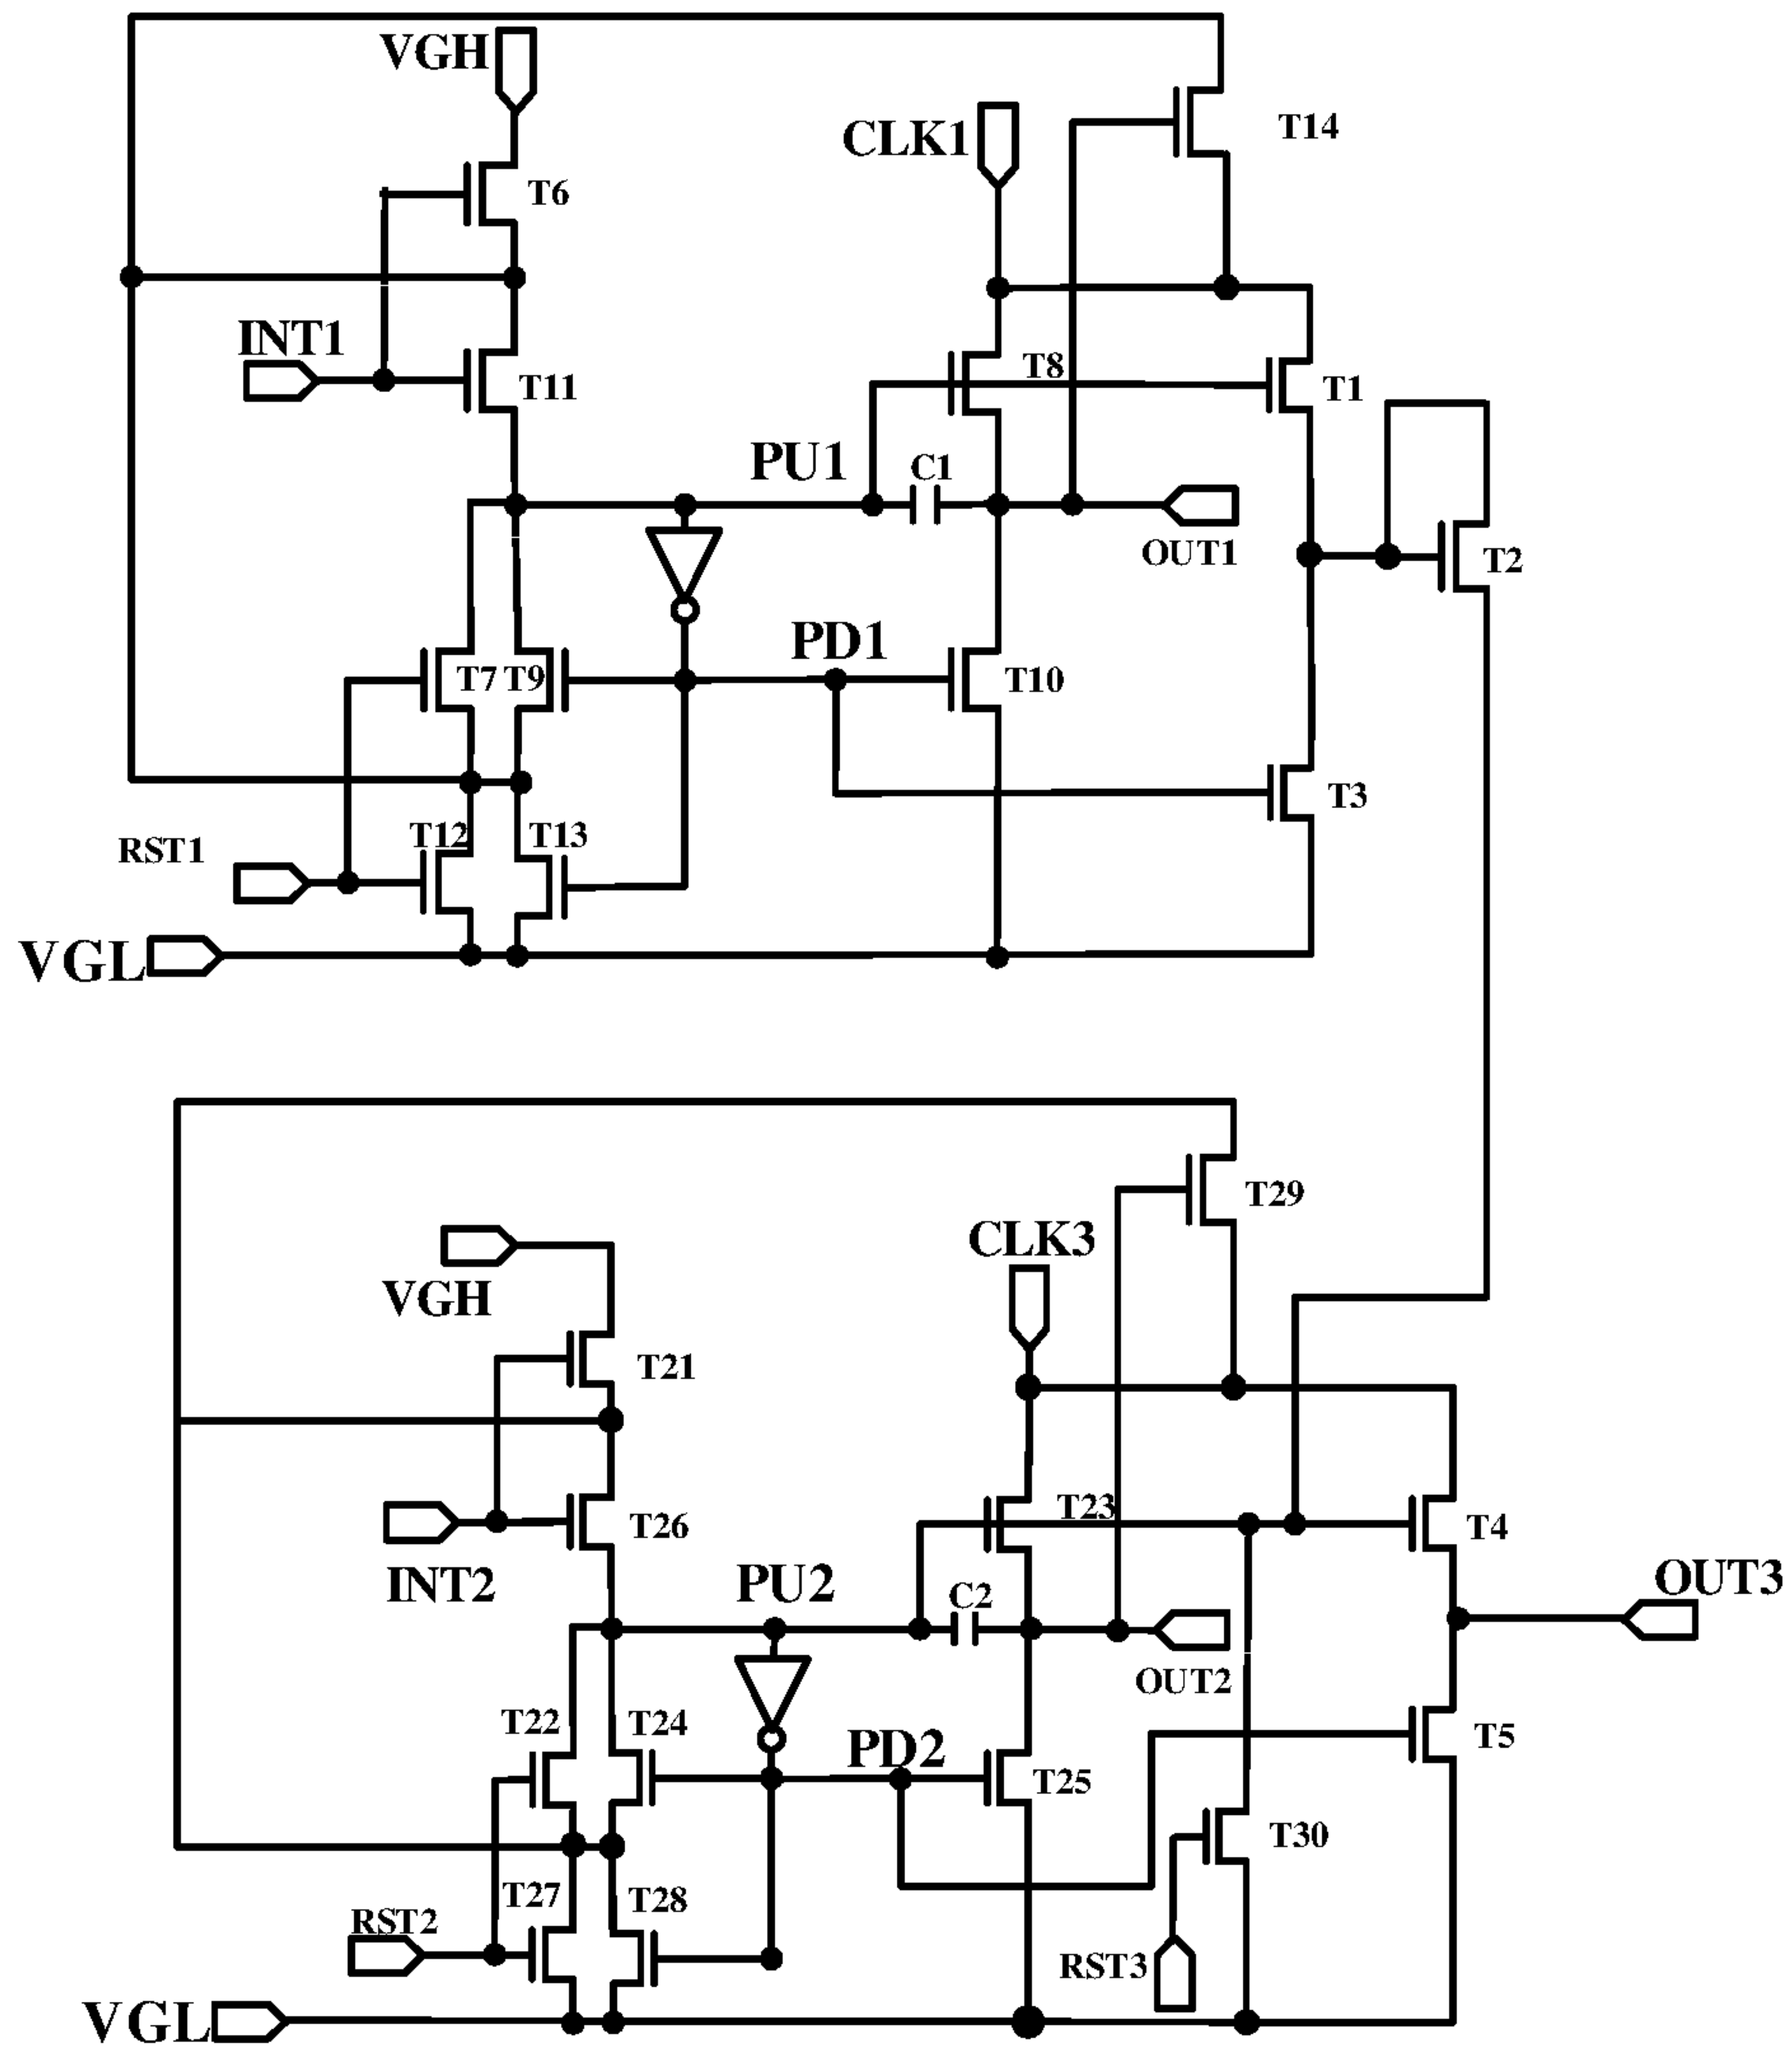 VGH
CLK1
T14
T6
INT1
T11
T8
T1
PU1
C1
OUT1
T2
PD1
T7
T9
T10
T3
RST1
T12
T13
VGL
T29
CLK3
VGH
T21
INT2
T26
T23
T4
OUT3
PU2
C2
OUT2
T22
T24
PD2
T25
T5
T30
T27
T28
RST2
RST3
VGL